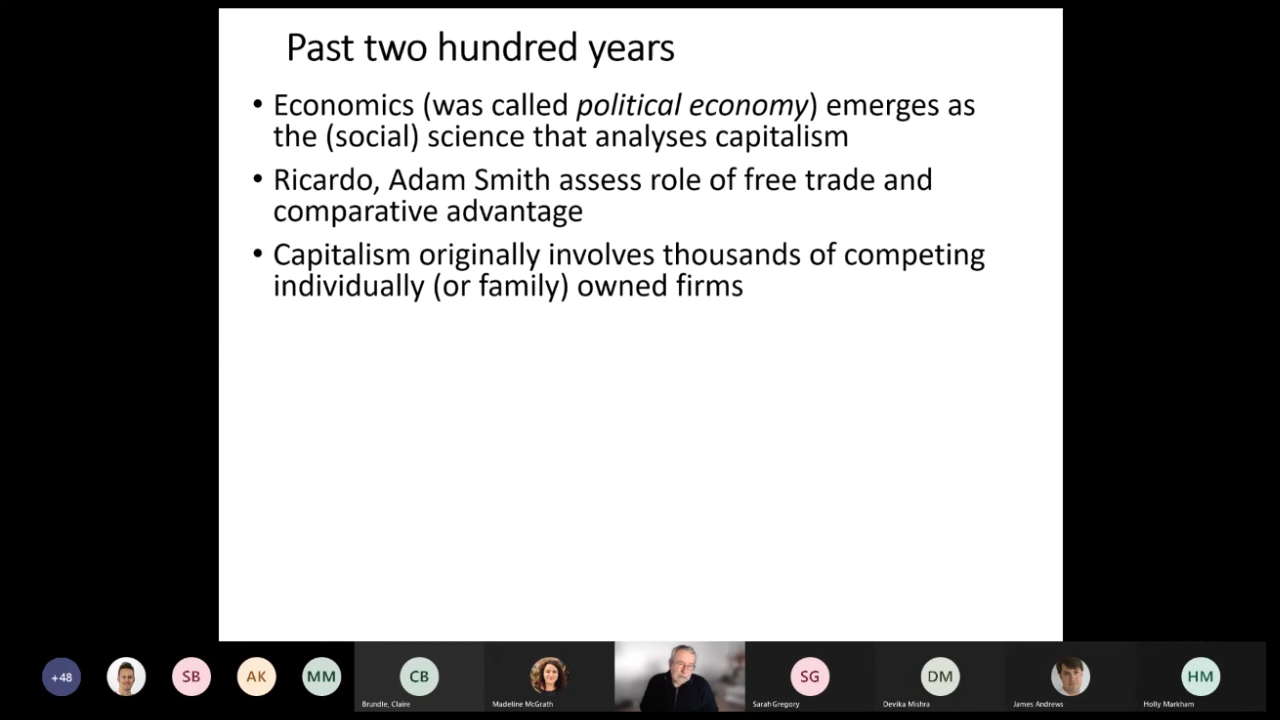 Past two hundred years
• Economics (was called political economy) emerges as
the (social) science that analyses capitalism
• Ricardo, Adam Smith assess role of free trade and
comparative advantage
• Capitalism originally involves thousands of competing
individually (or family) owned firms
+48
SB
AK
MM
CB
SG
DM
HM
Brundle, Claire
Madeline McGrath
Sarah Gregory
Devika Mishra
James Andrews
Holly Markham